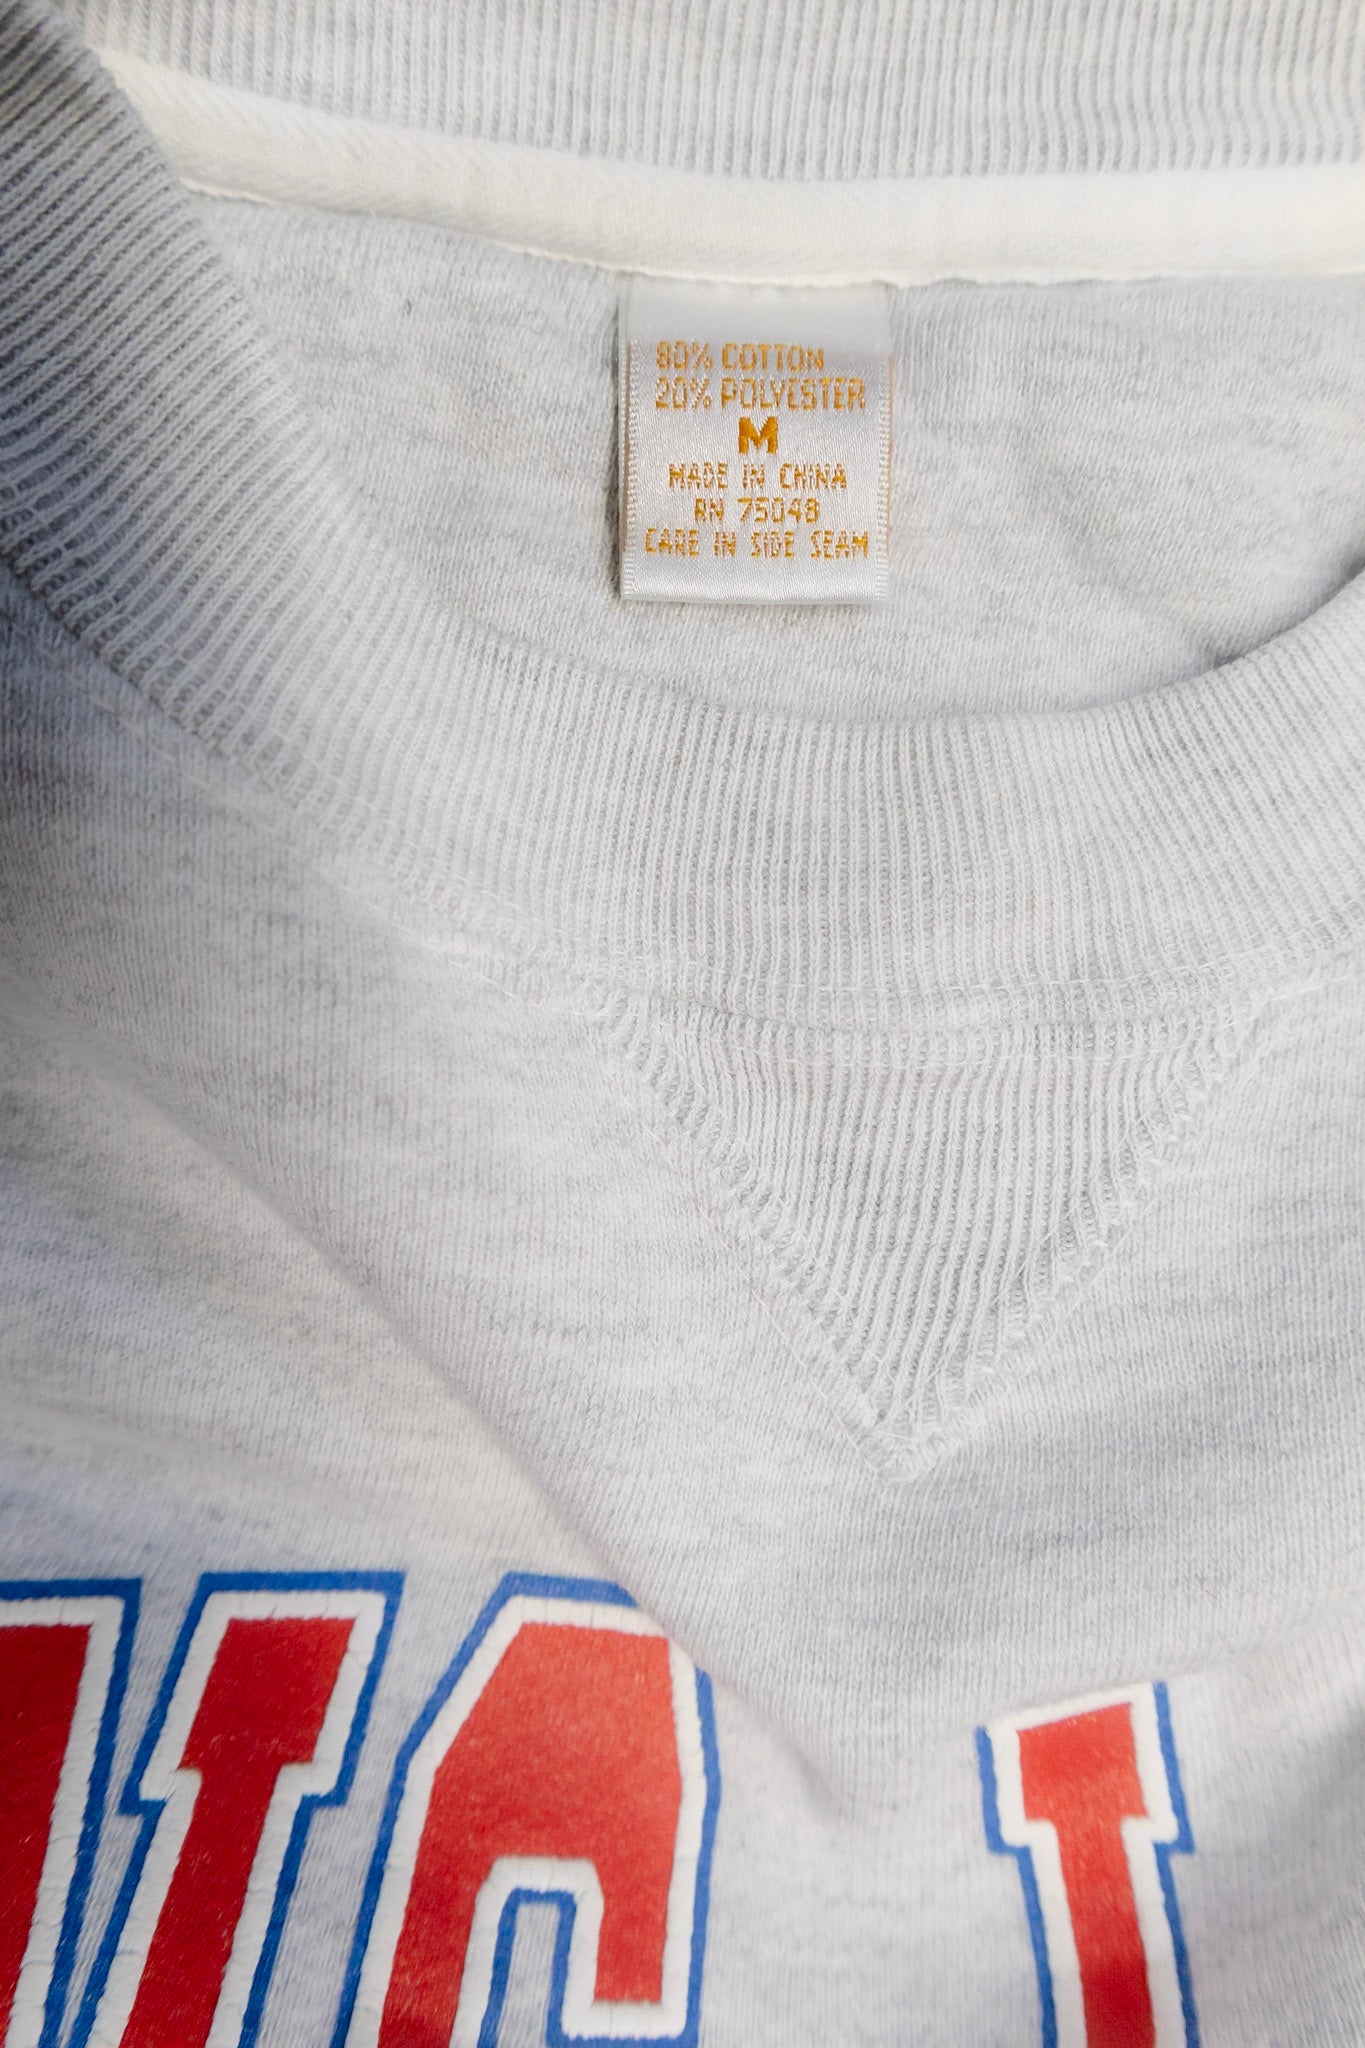 80% COTTON
20% POLYESTER
M
MADE IN CHINA
RN 75048
CARE IN SIDE SEAM